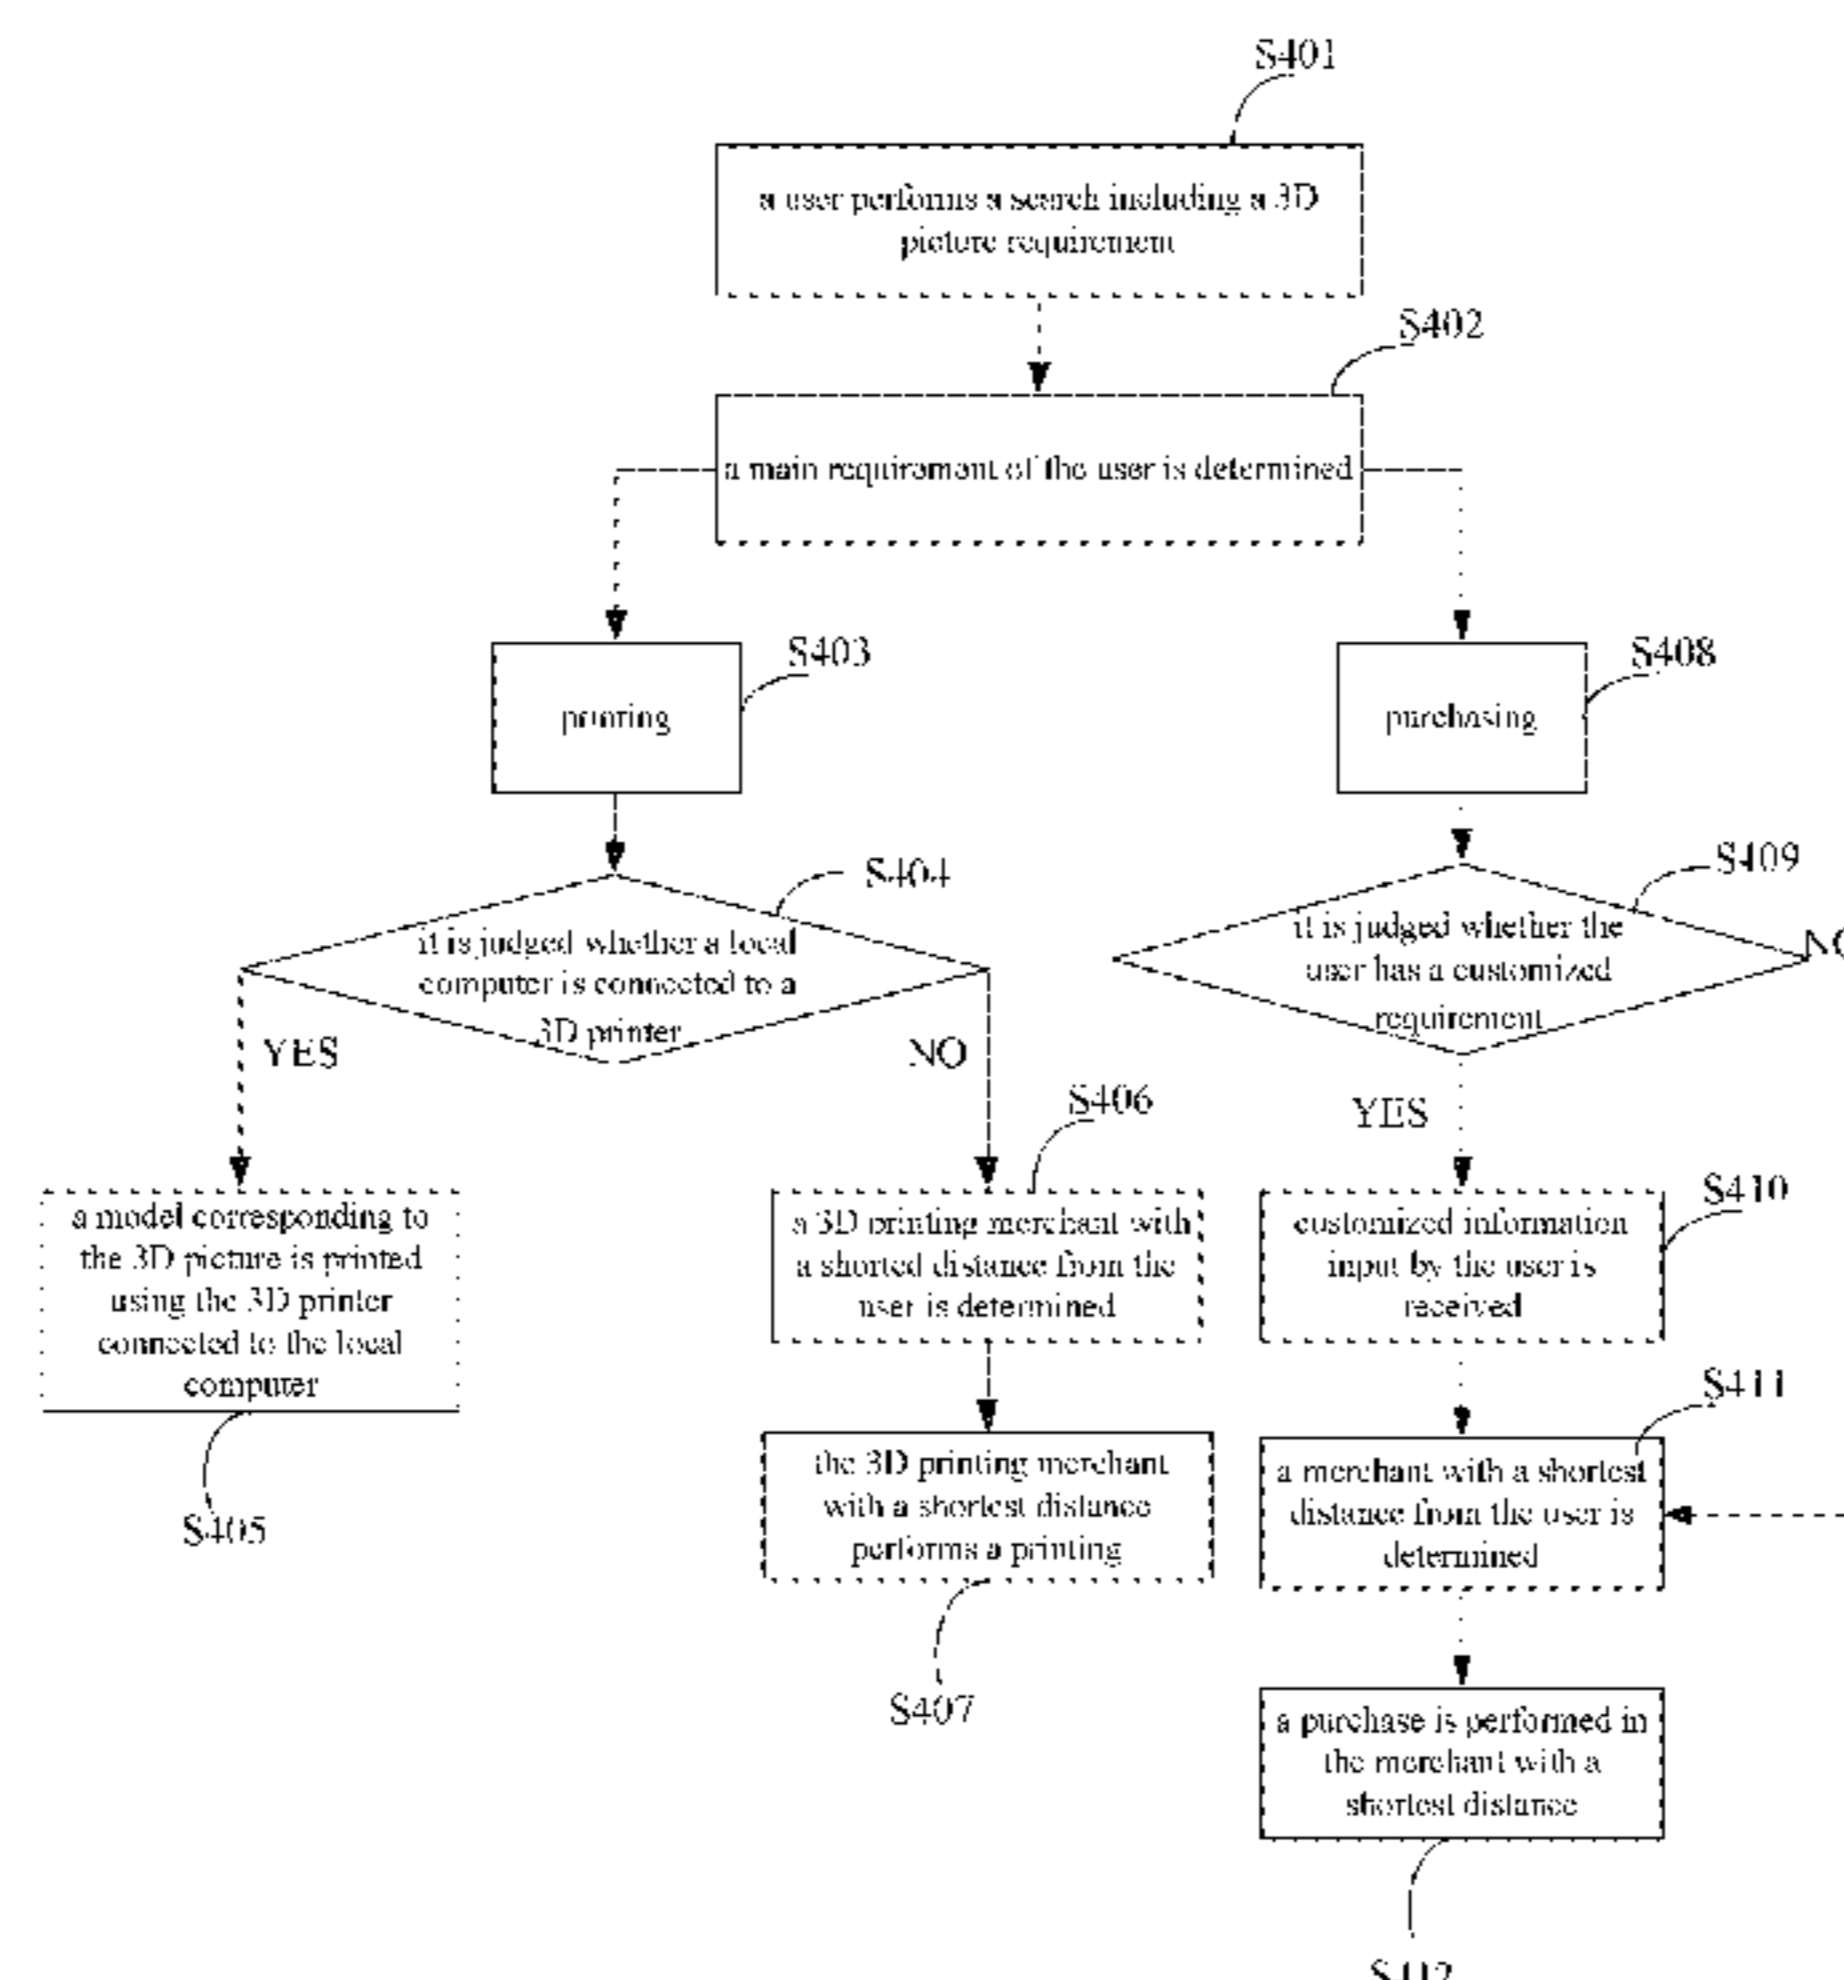 S401
a user performs a search including a 3D
picture requirement
S402
a main requirement of the user is determined
S403
printing
S408
purchasing
S404
it is judged whether a local
computer is connected to a
3D printer
YES
NO
S409
it is judged whether the
user has a customized
requirement
NO
YES
S405
a model corresponding to
the 3D picture is printed
using the 3D printer
connected to the local
computer
S406
a 3D printing merchant with
a shorted distance from the
user is determined
S407
the 3D printing merchant
with a shortest distance
performs a printing
S410
customized information
input by the user is
received
S411
a merchant with a shortest
distance from the user is
determined
a purchase is performed in
the merchant with a
shortest distance
S412